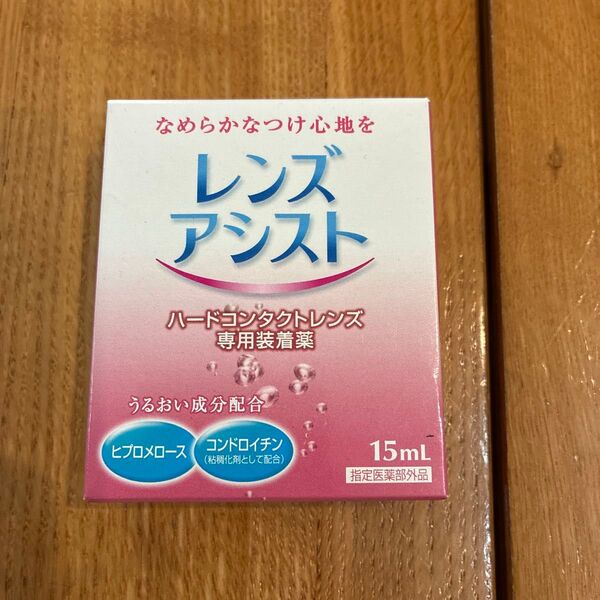 なめらかなつけ心地を
レンズ
アシスト
ハードコンタクトレンズ
専用装着薬
うるおい成分配合
ヒプロメロース
コンドロイチン
(粘稠化剤として配合)
15mL
指定医薬部外品